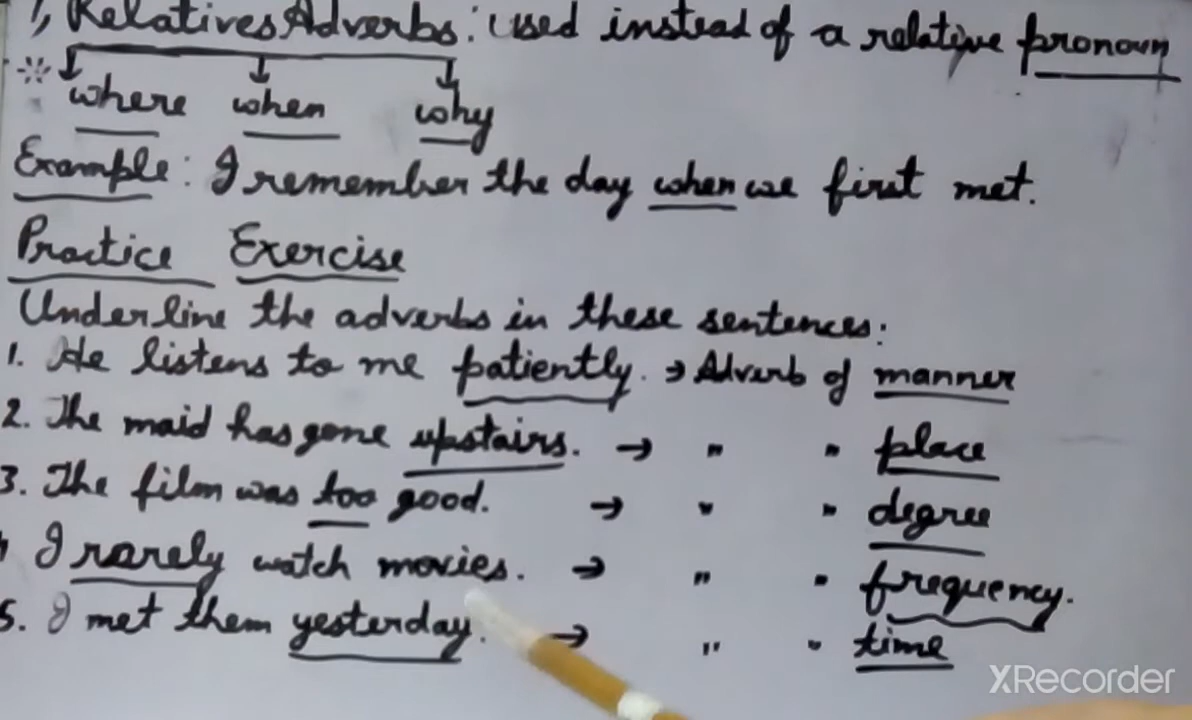 1, Relatives Adverbs: Used instead of a relative pronoun
where when why
Example: I remember the day when we first met.
Practice Exercise
Underline the adverbs in these sentences:
1. He listens to me patiently. → Adverb of manner
2. The maid has gone upstairs. → " " place
3. The film was too good. → " " degree
I rarely watch movies. → " " frequency.
5. I met them yesterday. → " " time
XRecorder